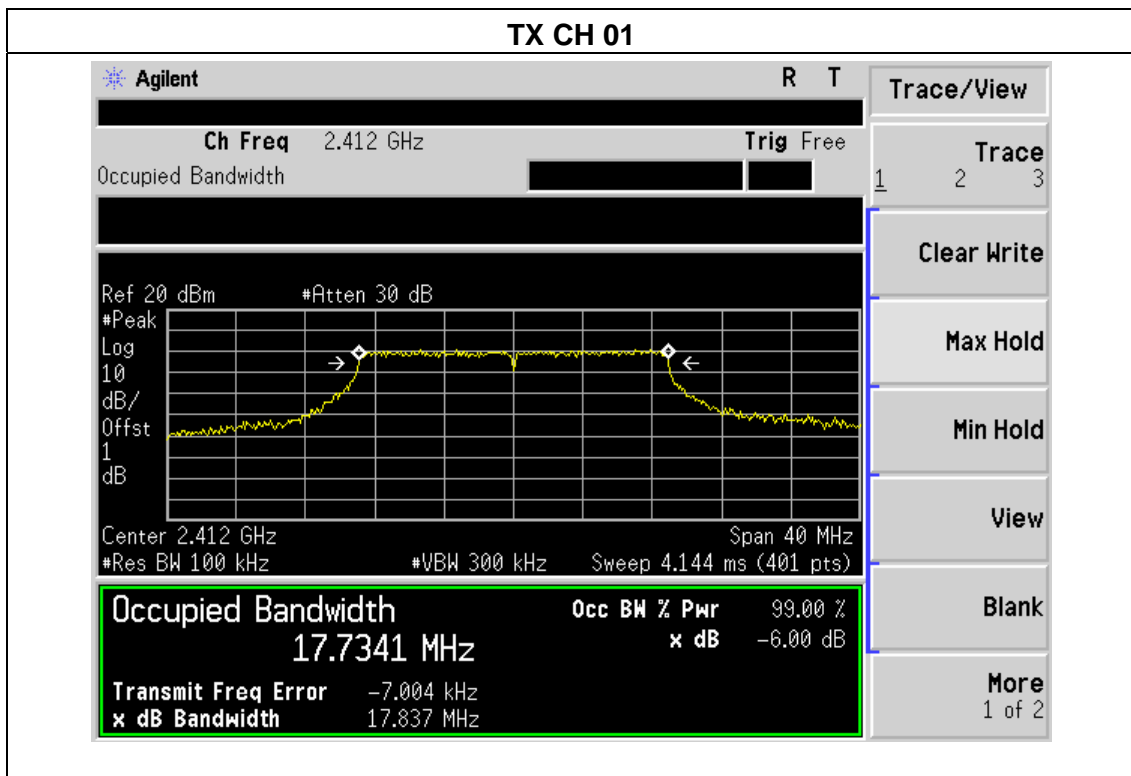 TX CH 01
Agilent
R T
Ch Freq 2.412 GHz
Trig Free
Occupied Bandwidth
Ref 20 dBm
#Atten 30 dB
#Peak
Log
10
dB/
Offst
1
dB
Center 2.412 GHz
Span 40 MHz
#Res BW 100 kHz
#VBW 300 kHz
Sweep 4.144 ms (401 pts)
Occupied Bandwidth
17.7341 MHz
Occ BW % Pwr 99.00 %
x dB -6.00 dB
Transmit Freq Error -7.004 kHz
x dB Bandwidth 17.837 MHz
Trace/View
Trace
1 2 3
Clear Write
Max Hold
Min Hold
View
Blank
More
1 of 2